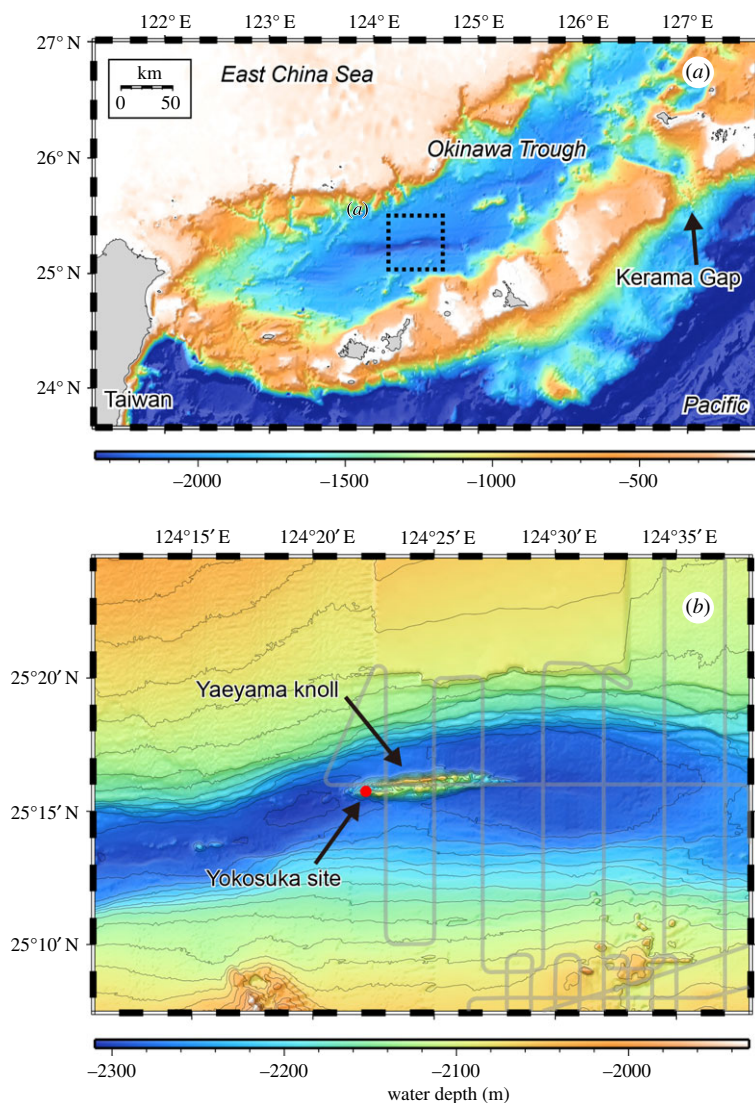 122° E 123° E 124° E 125° E 126° E 127° E
27° N
km
0 50
East China Sea
(a)
Okinawa Trough
26° N
(a)
25° N
Kerama Gap
24° N
Taiwan
Pacific
–2000 –1500 –1000 –500
124°15′ E 124°20′ E 124°25′ E 124°30′ E 124°35′ E
(b)
25°20′ N
Yaeyama knoll
25°15′ N
Yokosuka site
25°10′ N
–2300 –2200 –2100 –2000
water depth (m)